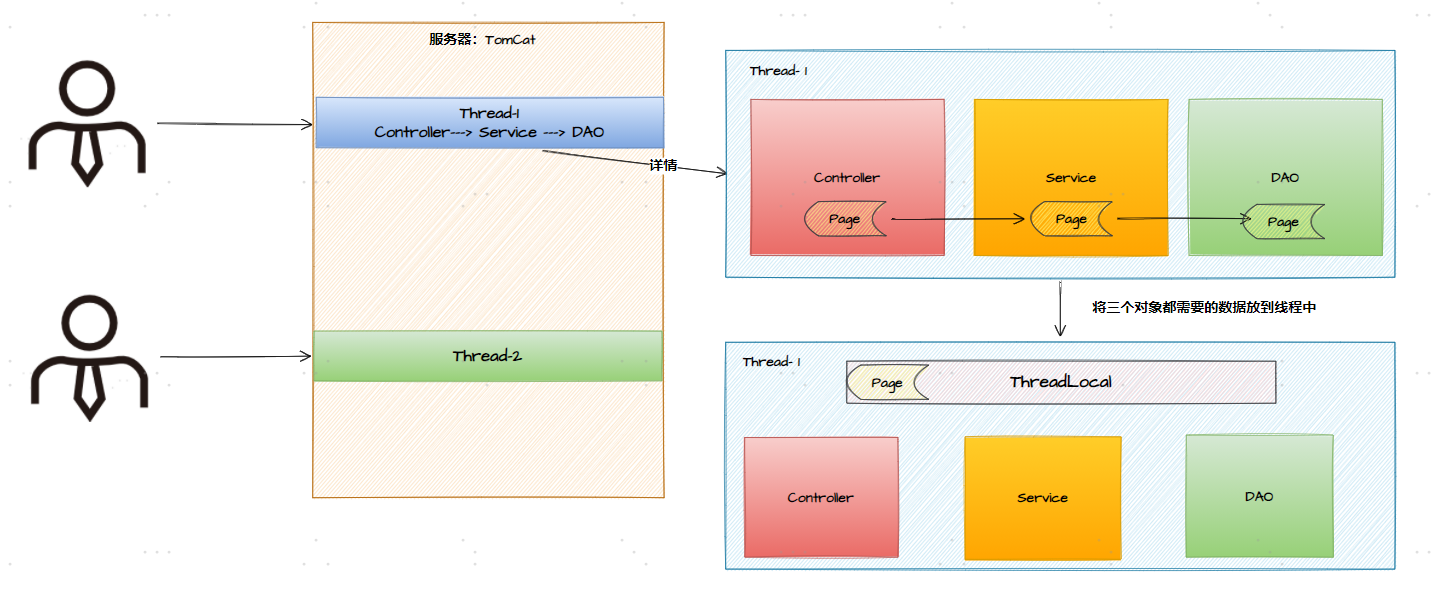 服务器：TomCat
Thread-1
Controller---> Service ---> DAO
详情
Thread-2
Thread- 1
Controller
Service
DAO
Page
Page
Page
将三个对象都需要的数据放到线程中
Thread- 1
Page
ThreadLocal
Controller
Service
DAO